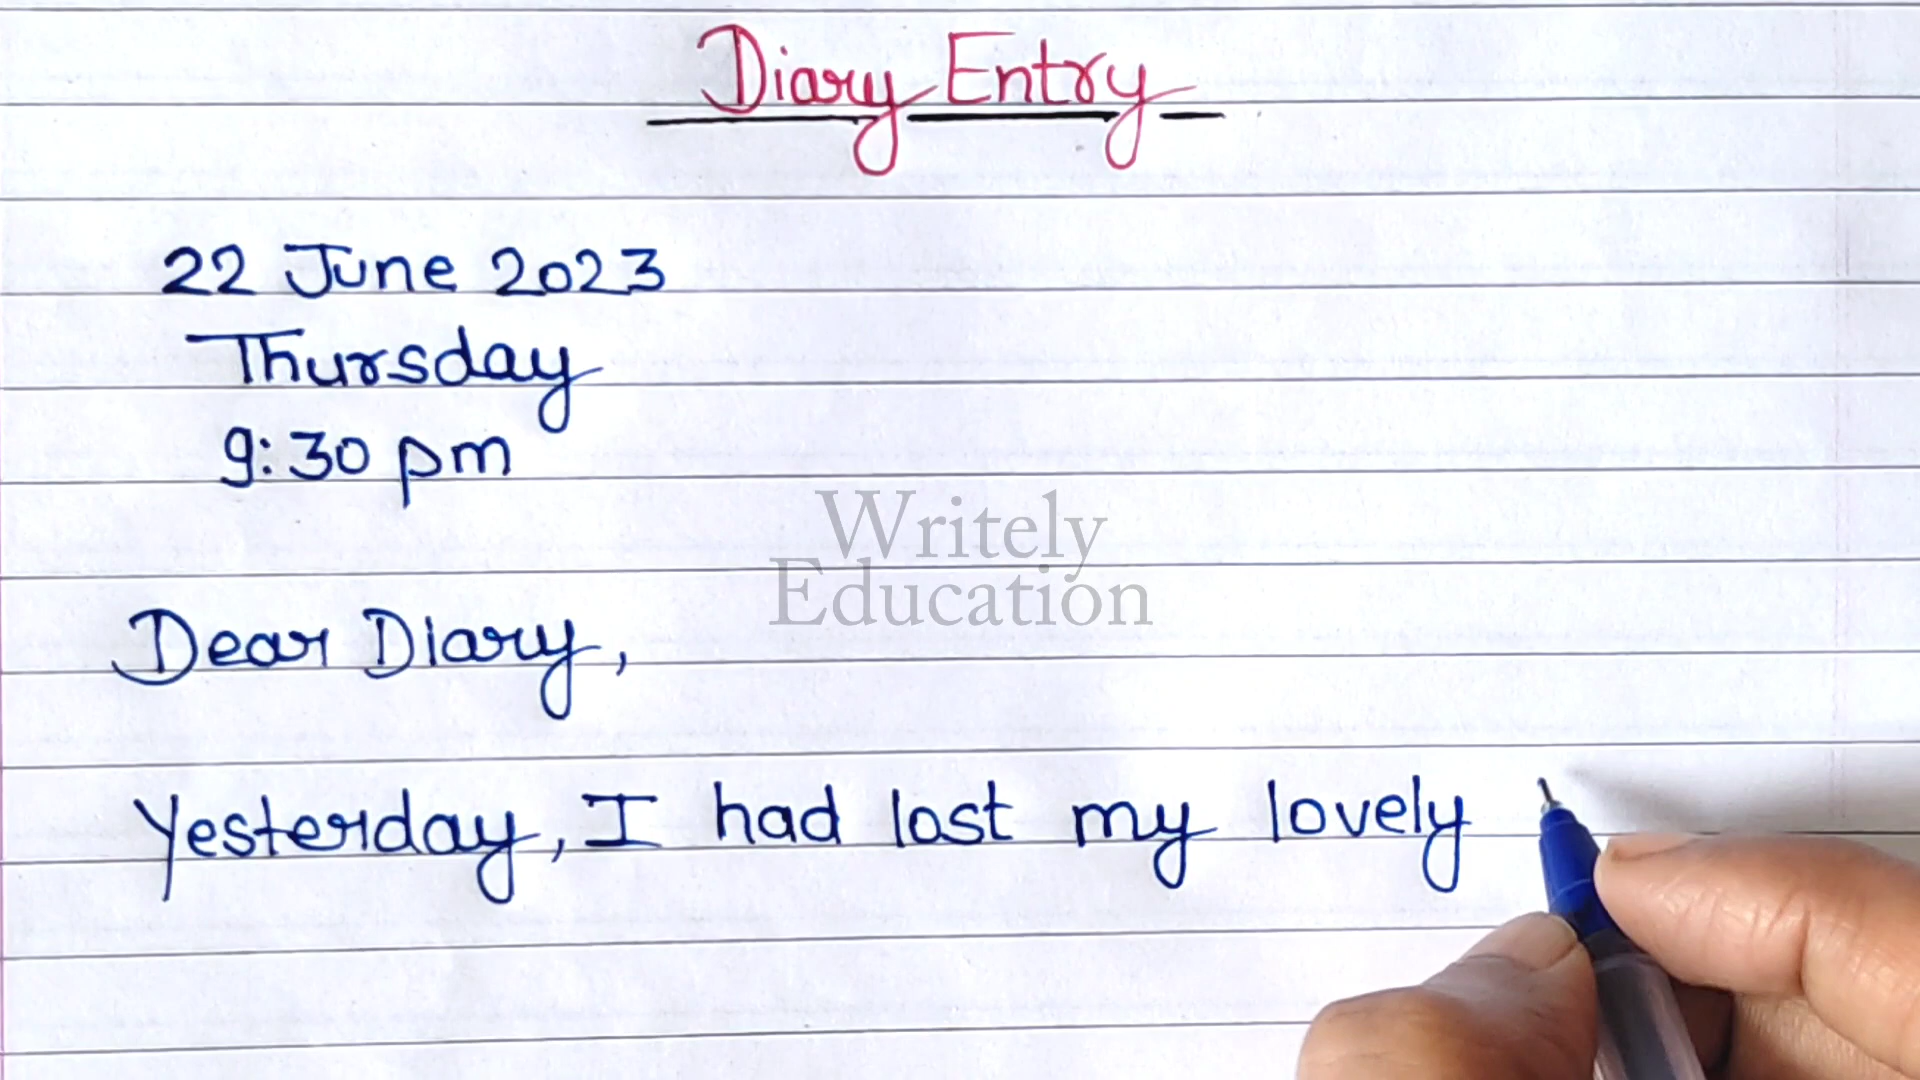 Diary Entry
22 June 2023
Thursday
9:30 pm
Writely
Education
Dear Diary,
Yesterday, I had lost my lovely